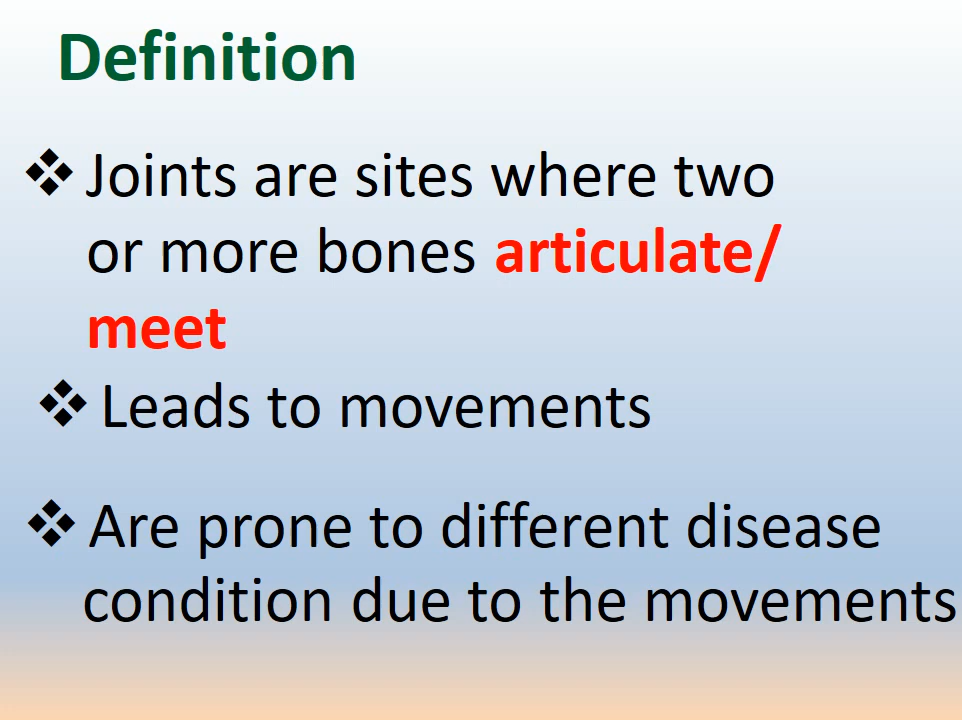 Definition
❖ Joints are sites where two
or more bones articulate/
meet
❖ Leads to movements
❖ Are prone to different disease
condition due to the movements